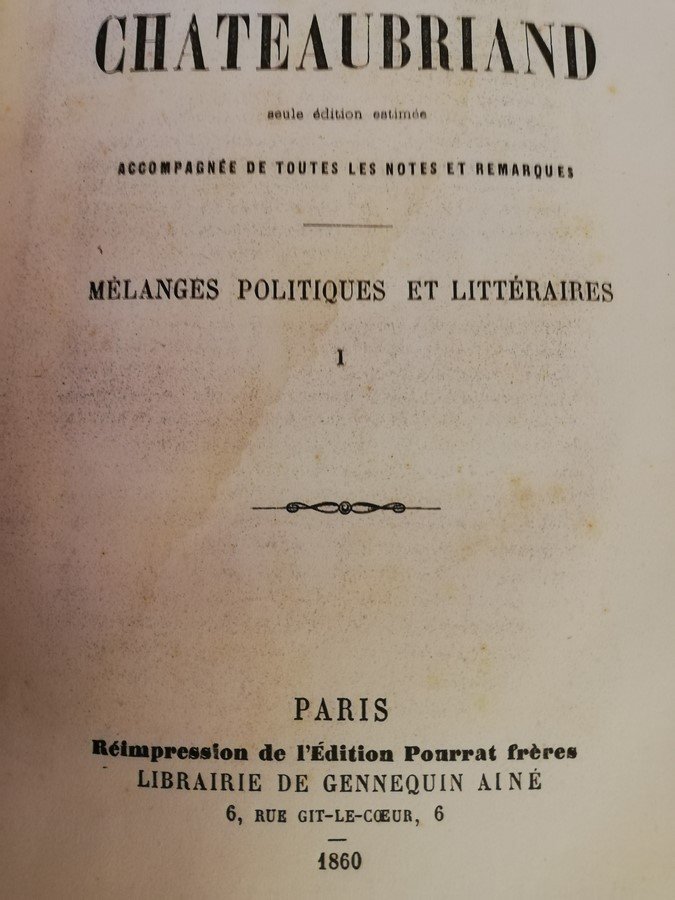 CHATEAUBRIAND
seule édition estimée
ACCOMPAGNÉE DE TOUTES LES NOTES ET REMARQUES
MÉLANGES POLITIQUES ET LITTÉRAIRES
I
PARIS
Réimpression de l'Édition Pourrat frères
LIBRAIRIE DE GENNEQUIN AINÉ
6, RUE GIT-LE-CŒUR, 6
1860